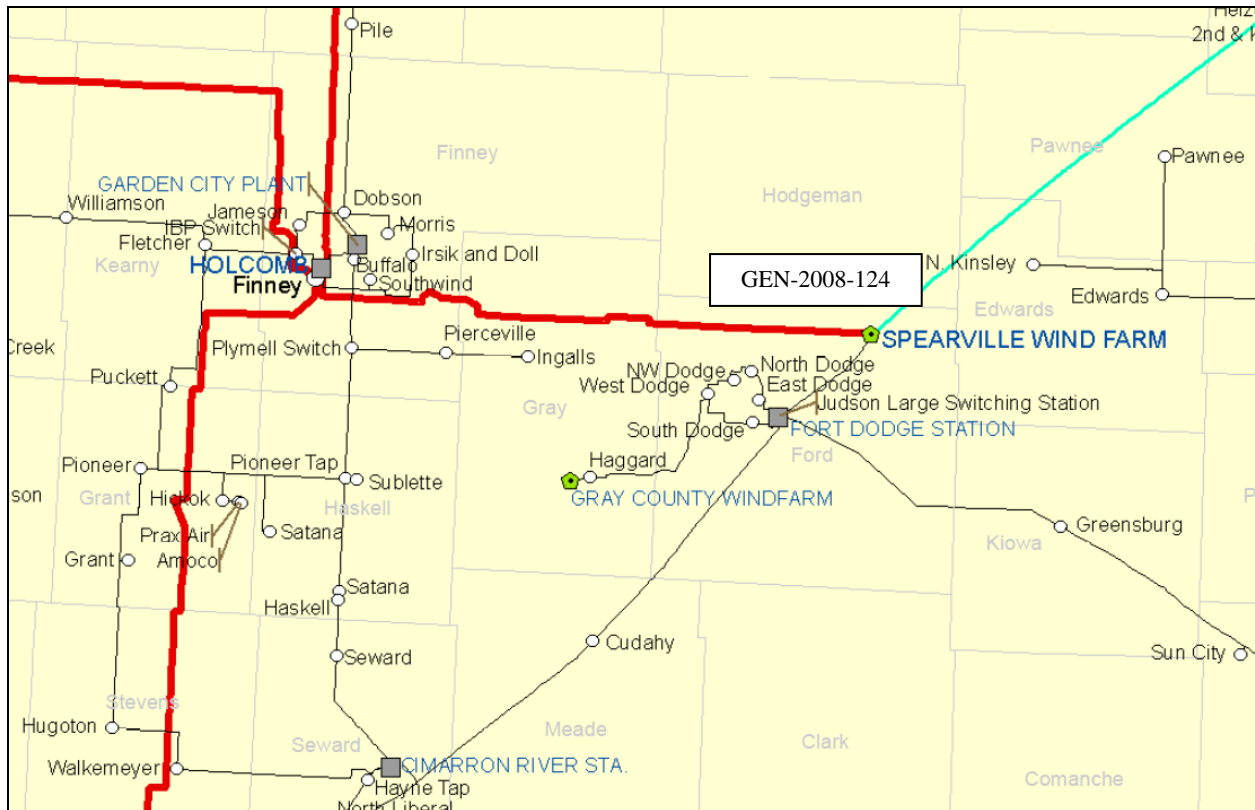 Pile
2nd & K
Pawnee
Finney
Pawnee
GARDEN CITY PLANT
Hodgeman
Williamson
Dobson
Jameson
Morris
IBP Switch
Fletcher
Irsik and Doll
Kearny
HOLCOMB
Buffalo
N. Kinsley
Finney
Southwind
GEN-2008-124
Edwards
Edwards
Pierceville
SPEARVILLE WIND FARM
Creek
Plymell Switch
Ingalls
NW Dodge
North Dodge
Puckett
West Dodge
East Dodge
Gray
Judson Large Switching Station
South Dodge
FORT DODGE STATION
Pioneer
Pioneer Tap
Haggard
Ford
son
Grant
Hickok
Sublette
GRAY COUNTY WINDFARM
P
Haskell
Prax Air
Satana
Greensburg
Grant
Amoco
Kiowa
Satana
Haskell
Cudahy
Seward
Sun City
Stevens
Hugoton
Seward
Meade
Clark
Walkemeyer
CIMARRON RIVER STA.
Comanche
Hayne Tap
North Liberal